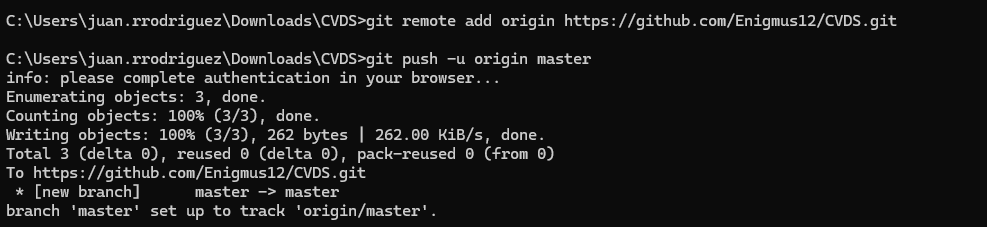 C:\Users\juan.rrodriguez\Downloads\CVDS>git remote add origin https://github.com/Enigmus12/CVDS.git
C:\Users\juan.rrodriguez\Downloads\CVDS>git push -u origin master
info: please complete authentication in your browser...
Enumerating objects: 3, done.
Counting objects: 100% (3/3), done.
Writing objects: 100% (3/3), 262 bytes | 262.00 KiB/s, done.
Total 3 (delta 0), reused 0 (delta 0), pack-reused 0 (from 0)
To https://github.com/Enigmus12/CVDS.git
 * [new branch]      master -> master
branch 'master' set up to track 'origin/master'.